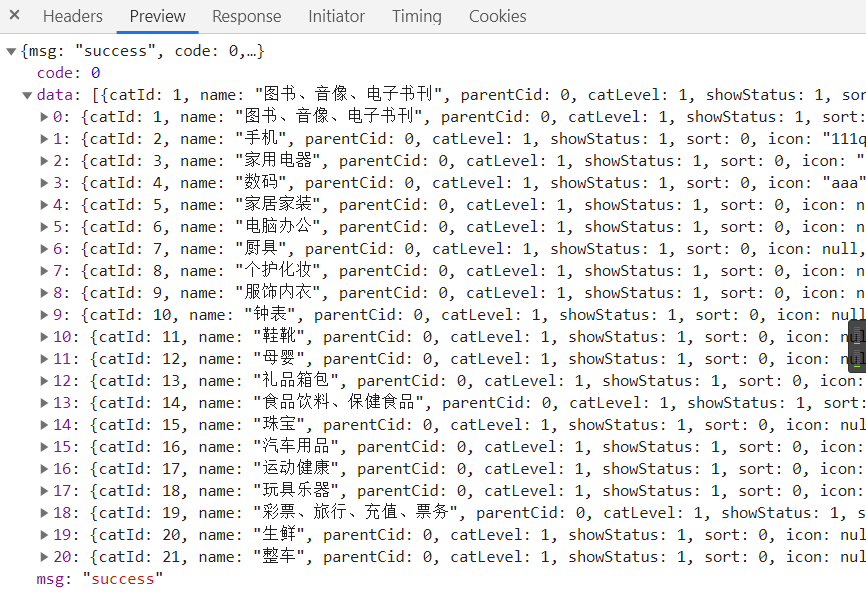 × Headers Preview Response Initiator Timing Cookies
{msg: "success", code: 0,…}
code: 0
data: [{catId: 1, name: "图书、音像、电子书刊", parentCid: 0, catLevel: 1, showStatus: 1, sor
0: {catId: 1, name: "图书、音像、电子书刊", parentCid: 0, catLevel: 1, showStatus: 1, sort:
1: {catId: 2, name: "手机", parentCid: 0, catLevel: 1, showStatus: 1, sort: 0, icon: "111q
2: {catId: 3, name: "家用电器", parentCid: 0, catLevel: 1, showStatus: 1, sort: 0, icon: "
3: {catId: 4, name: "数码", parentCid: 0, catLevel: 1, showStatus: 1, sort: 0, icon: "aaa"
4: {catId: 5, name: "家居家装", parentCid: 0, catLevel: 1, showStatus: 1, sort: 0, icon: n
5: {catId: 6, name: "电脑办公", parentCid: 0, catLevel: 1, showStatus: 1, sort: 0, icon: n
6: {catId: 7, name: "厨具", parentCid: 0, catLevel: 1, showStatus: 1, sort: 0, icon: null,
7: {catId: 8, name: "个护化妆", parentCid: 0, catLevel: 1, showStatus: 1, sort: 0, icon: n
8: {catId: 9, name: "服饰内衣", parentCid: 0, catLevel: 1, showStatus: 1, sort: 0, icon: n
9: {catId: 10, name: "钟表", parentCid: 0, catLevel: 1, showStatus: 1, sort: 0, icon: null
10: {catId: 11, name: "鞋靴", parentCid: 0, catLevel: 1, showStatus: 1, sort: 0, icon: nul
11: {catId: 12, name: "母婴", parentCid: 0, catLevel: 1, showStatus: 1, sort: 0, icon: nul
12: {catId: 13, name: "礼品箱包", parentCid: 0, catLevel: 1, showStatus: 1, sort: 0, icon:
13: {catId: 14, name: "食品饮料、保健食品", parentCid: 0, catLevel: 1, showStatus: 1, sort:
14: {catId: 15, name: "珠宝", parentCid: 0, catLevel: 1, showStatus: 1, sort: 0, icon: nul
15: {catId: 16, name: "汽车用品", parentCid: 0, catLevel: 1, showStatus: 1, sort: 0, icon:
16: {catId: 17, name: "运动健康", parentCid: 0, catLevel: 1, showStatus: 1, sort: 0, icon:
17: {catId: 18, name: "玩具乐器", parentCid: 0, catLevel: 1, showStatus: 1, sort: 0, icon:
18: {catId: 19, name: "彩票、旅行、充值、票务", parentCid: 0, catLevel: 1, showStatus: 1, s
19: {catId: 20, name: "生鲜", parentCid: 0, catLevel: 1, showStatus: 1, sort: 0, icon: nul
20: {catId: 21, name: "整车", parentCid: 0, catLevel: 1, showStatus: 1, sort: 0, icon: nul
msg: "success"